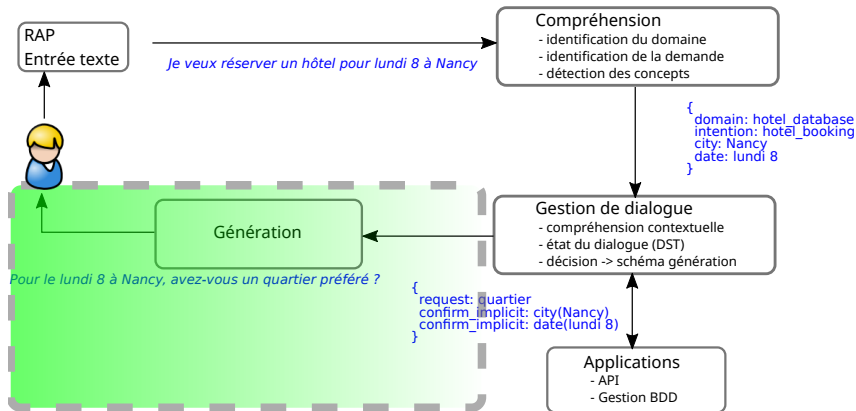 RAP
Entrée texte
Je veux réserver un hôtel pour lundi 8 à Nancy
Compréhension
- identification du domaine
- identification de la demande
- détection des concepts
{
domain: hotel_database
intention: hotel_booking
city: Nancy
date: lundi 8
}
Gestion de dialogue
- compréhension contextuelle
- état du dialogue (DST)
- décision -> schéma génération
Génération
Pour le lundi 8 à Nancy, avez-vous un quartier préféré ?
{
request: quartier
confirm_implicit: city(Nancy)
confirm_implicit: date(lundi 8)
}
Applications
- API
- Gestion BDD